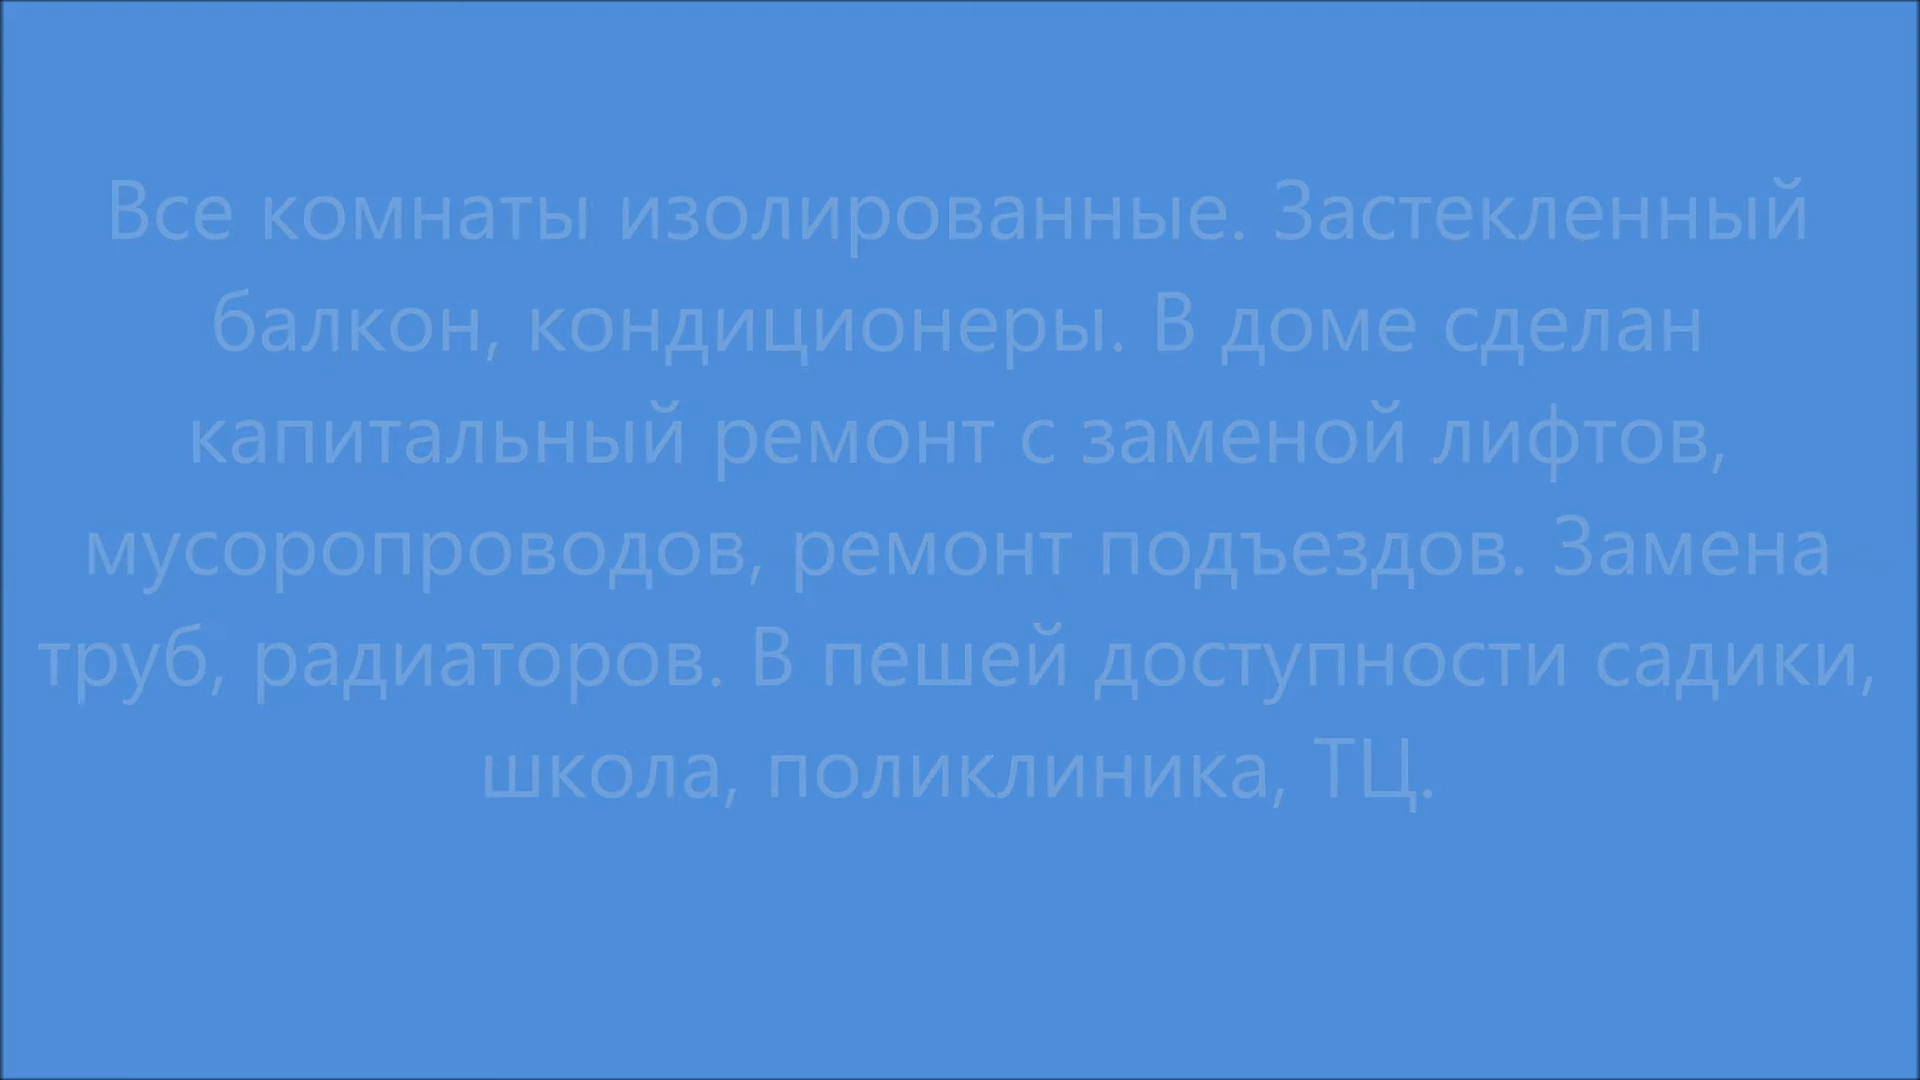 Все комнаты изолированные. Застекленный
балкон, кондиционеры. В доме сделан
капитальный ремонт с заменой лифтов,
мусоропроводов, ремонт подъездов. Замена
труб, радиаторов. В пешей доступности садики,
школа, поликлиника, ТЦ.